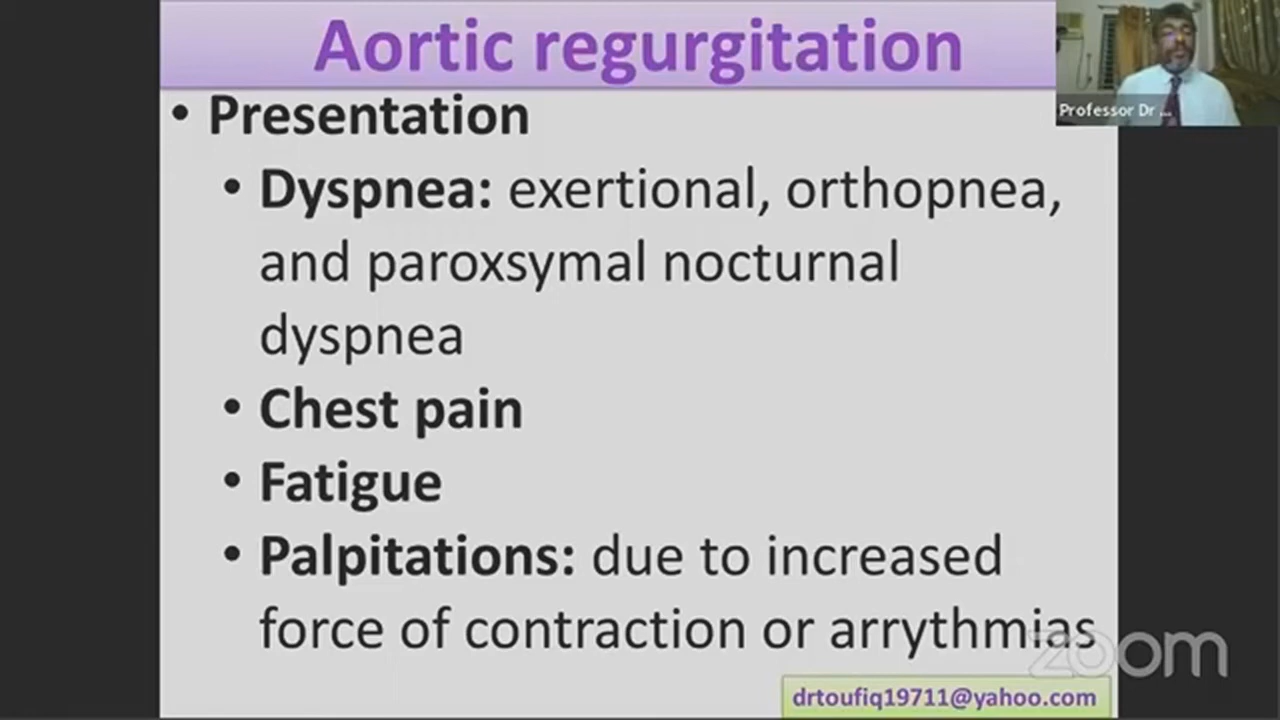 Aortic regurgitation
Professor Dr ...
• Presentation
• Dyspnea: exertional, orthopnea,
and paroxsymal nocturnal
dyspnea
• Chest pain
• Fatigue
• Palpitations: due to increased
force of contraction or arrythmias
zoom
drtoufiq19711@yahoo.com